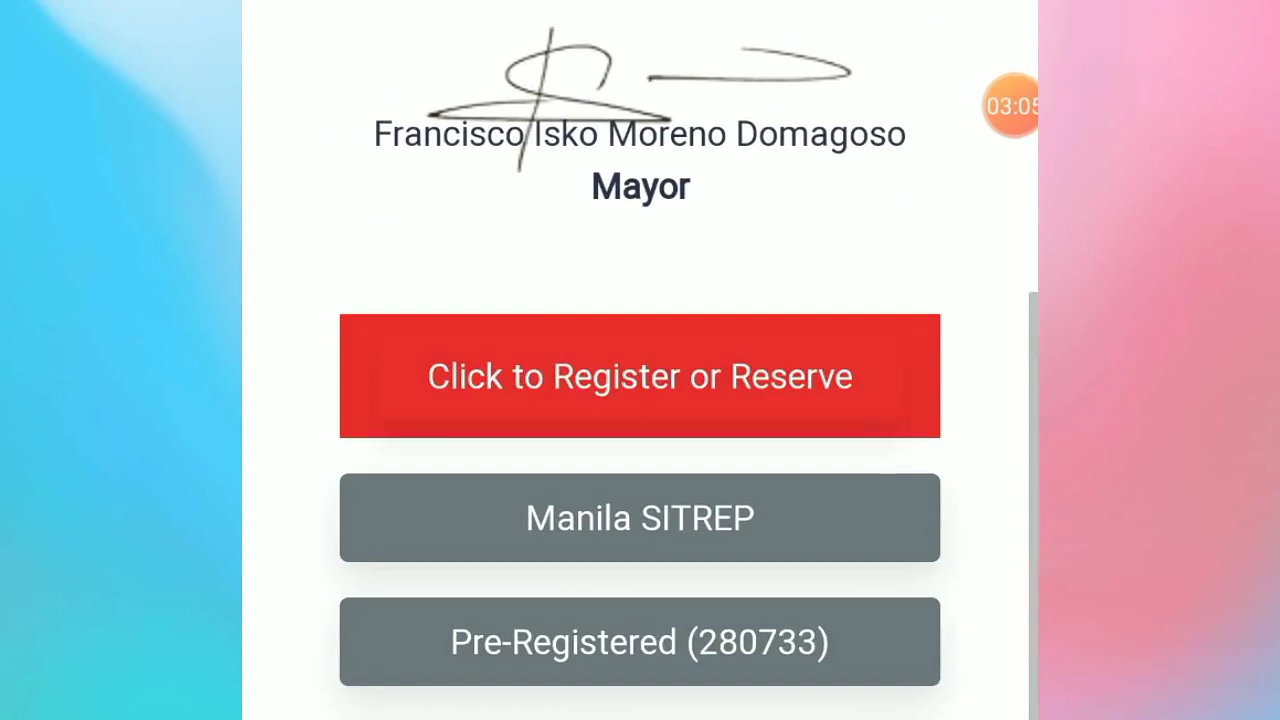 Francisco Isko Moreno Domagoso
03:05
Mayor
Click to Register or Reserve
Manila SITREP
Pre-Registered (280733)